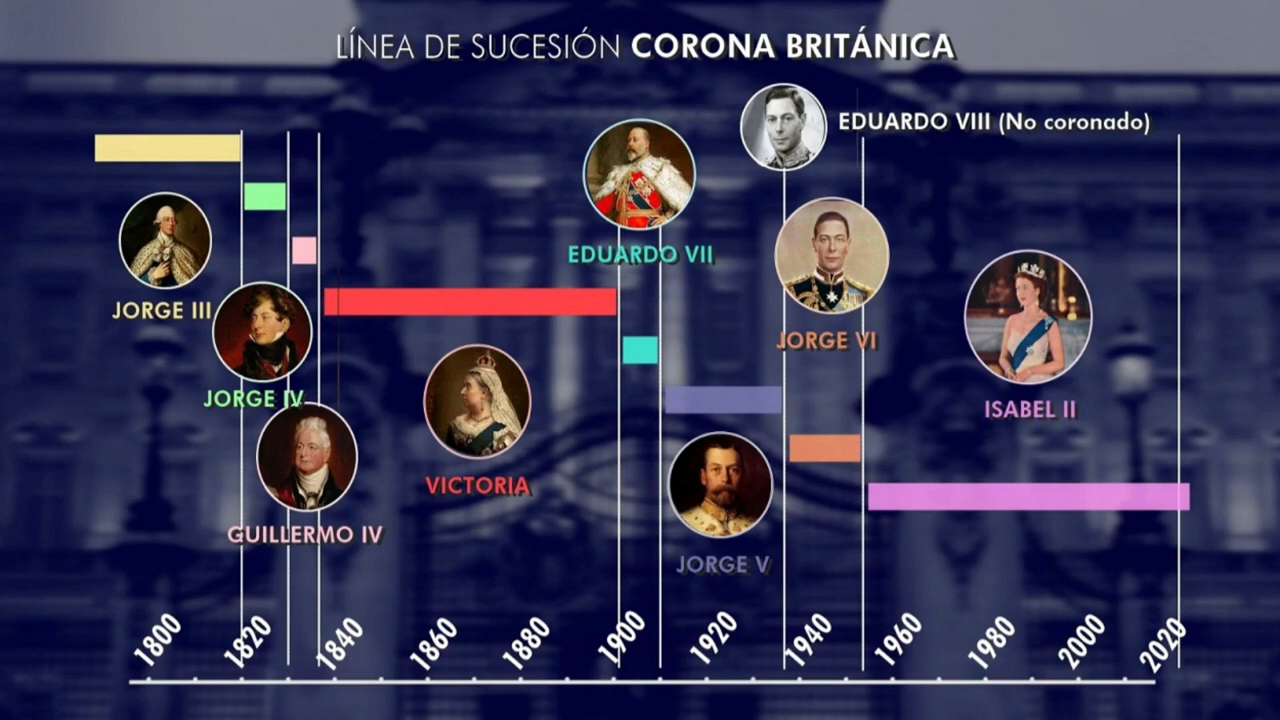 LÍNEA DE SUCESIÓN CORONA BRITÁNICA
EDUARDO VIII (No coronado)
EDUARDO VII
JORGE III
JORGE VI
JORGE IV
ISABEL II
VICTORIA
GUILLERMO IV
JORGE V
1800 1820 1840 1860 1880 1900 1920 1940 1960 1980 2000 2020